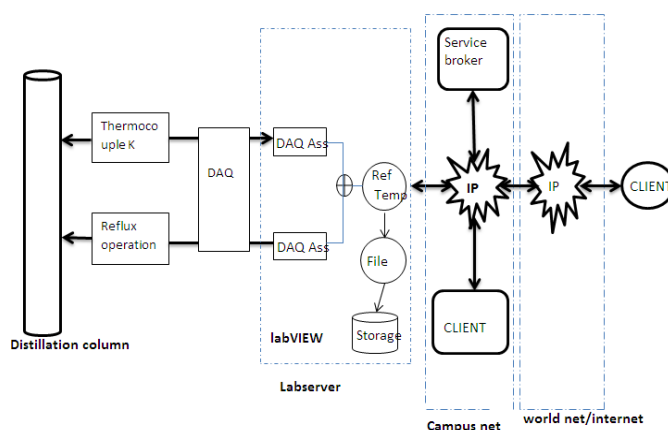 Service
broker
Thermoco
uple K
DAQ
DAQ Ass
Ref
Temp
IP
IP
CLIENT
Reflux
operation
DAQ Ass
File
Storage
CLIENT
labVIEW
Distillation column
Labserver
Campus net
world net/internet